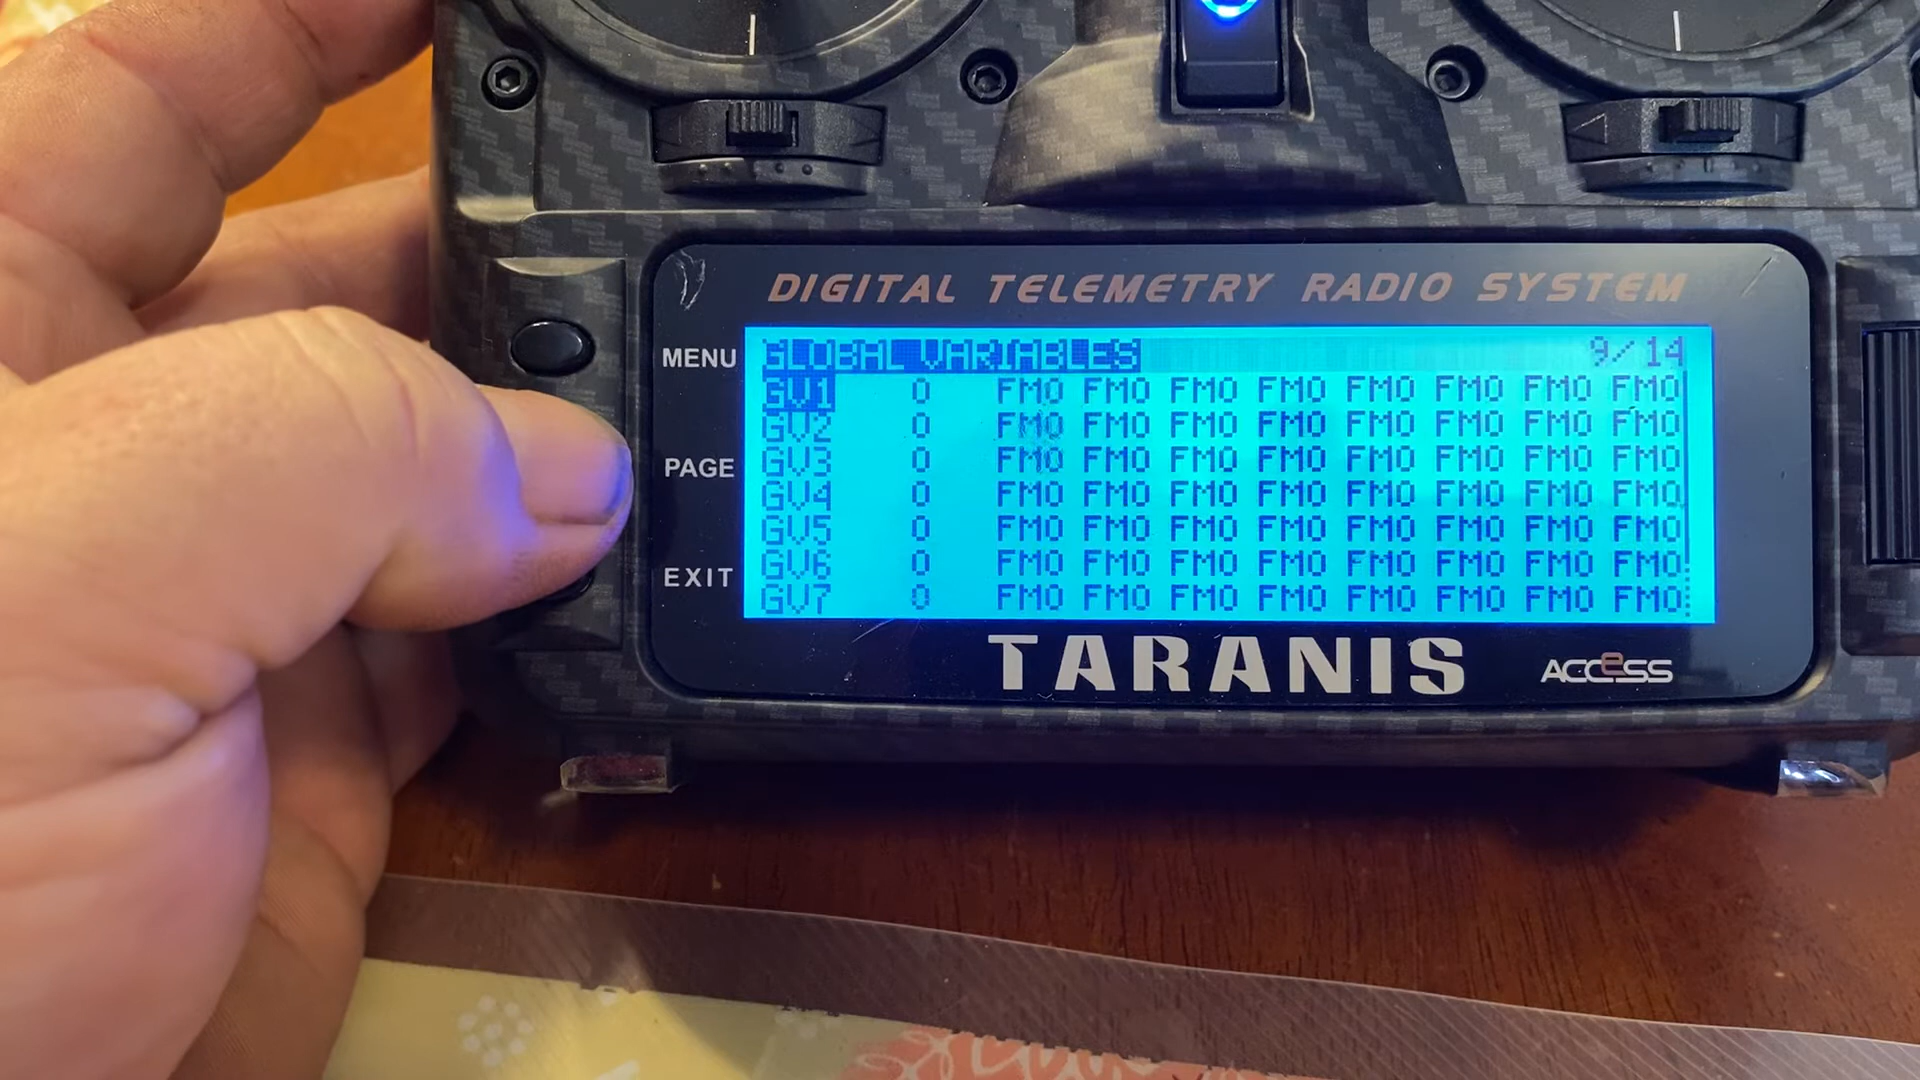 DIGITAL TELEMETRY RADIO SYSTEM
MENU
PAGE
EXIT
GLOBAL VARIABLES 9/14
GV1 0 FM0 FM0 FM0 FM0 FM0 FM0 FM0 FM0
GV2 0 FM0 FM0 FM0 FM0 FM0 FM0 FM0 FM0
GV3 0 FM0 FM0 FM0 FM0 FM0 FM0 FM0 FM0
GV4 0 FM0 FM0 FM0 FM0 FM0 FM0 FM0 FM0
GV5 0 FM0 FM0 FM0 FM0 FM0 FM0 FM0 FM0
GV6 0 FM0 FM0 FM0 FM0 FM0 FM0 FM0 FM0
GV7 0 FM0 FM0 FM0 FM0 FM0 FM0 FM0 FM0
TARANIS
ACCeSS